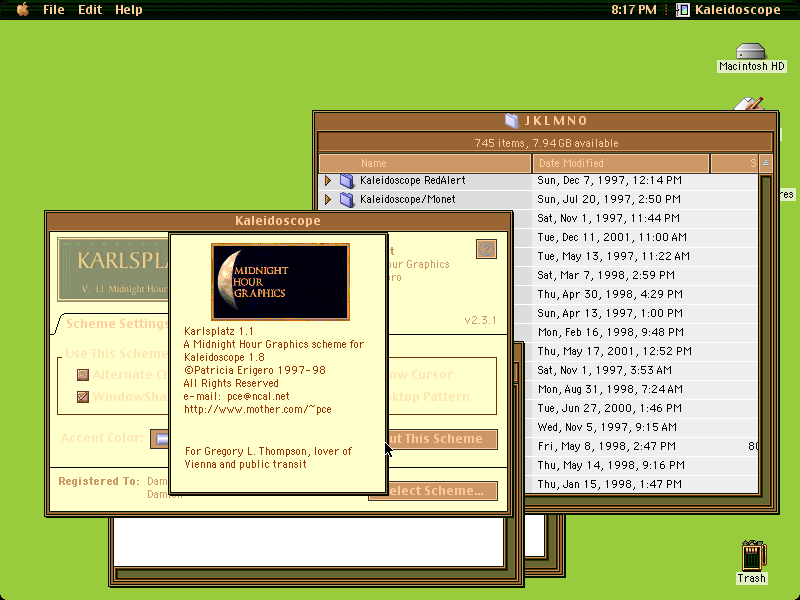 File Edit Help
8:17 PM Kaleidoscope
Macintosh HD
JKLMNO
745 items, 7.94 GB available
Name Date Modified S
Kaleidoscope RedAlert Sun, Dec 7, 1997, 12:14 PM
Kaleidoscope/Monet Sun, Jul 20, 1997, 2:50 PM
Sat, Nov 1, 1997, 11:44 PM
Tue, Dec 11, 2001, 11:00 AM
Tue, May 13, 1997, 11:22 AM
Sat, Mar 7, 1998, 2:59 PM
Thu, Apr 30, 1998, 4:29 PM
Sun, Apr 13, 1997, 1:00 PM
Mon, Feb 16, 1998, 9:48 PM
Thu, May 17, 2001, 12:52 PM
Sat, Nov 1, 1997, 3:53 AM
Mon, Aug 31, 1998, 7:24 AM
Tue, Jun 27, 2000, 1:46 PM
Wed, Nov 5, 1997, 9:15 AM
Fri, May 8, 1998, 2:47 PM 80
Thu, May 14, 1998, 9:16 PM
Thu, Jan 15, 1998, 1:47 PM
res
Kaleidoscope
KARLSPLA
V. 1.1 Midnight Hour
t
our Graphics
ero
v2.3.1
Scheme Settings
Use This Scheme
Alternate Ch
WindowSha
ow Cursor
sktop Pattern
Accent Color:
ut This Scheme
Registered To: Dam
Damie
elect Scheme...
MIDNIGHT
HOUR
GRAPHICS
Karlsplatz 1.1
A Midnight Hour Graphics scheme for
Kaleidoscope 1.8
©Patricia Erigero 1997-98
All Rights Reserved
e-mail: pce@ncal.net
http://www.mother.com/~pce
For Gregory L. Thompson, lover of
Vienna and public transit
Trash